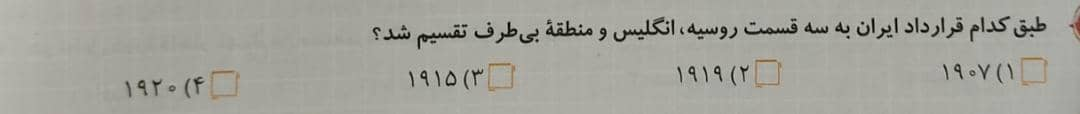 طبق کدام قرارداد ایران به سه قسمت روسیه، انگلیس و منطقهٔ بی‌طرف تقسیم شد؟
۱) ۱۹۰۷ ۲) ۱۹۱۹ ۳) ۱۹۱۵ ۴) ۱۹۲۰